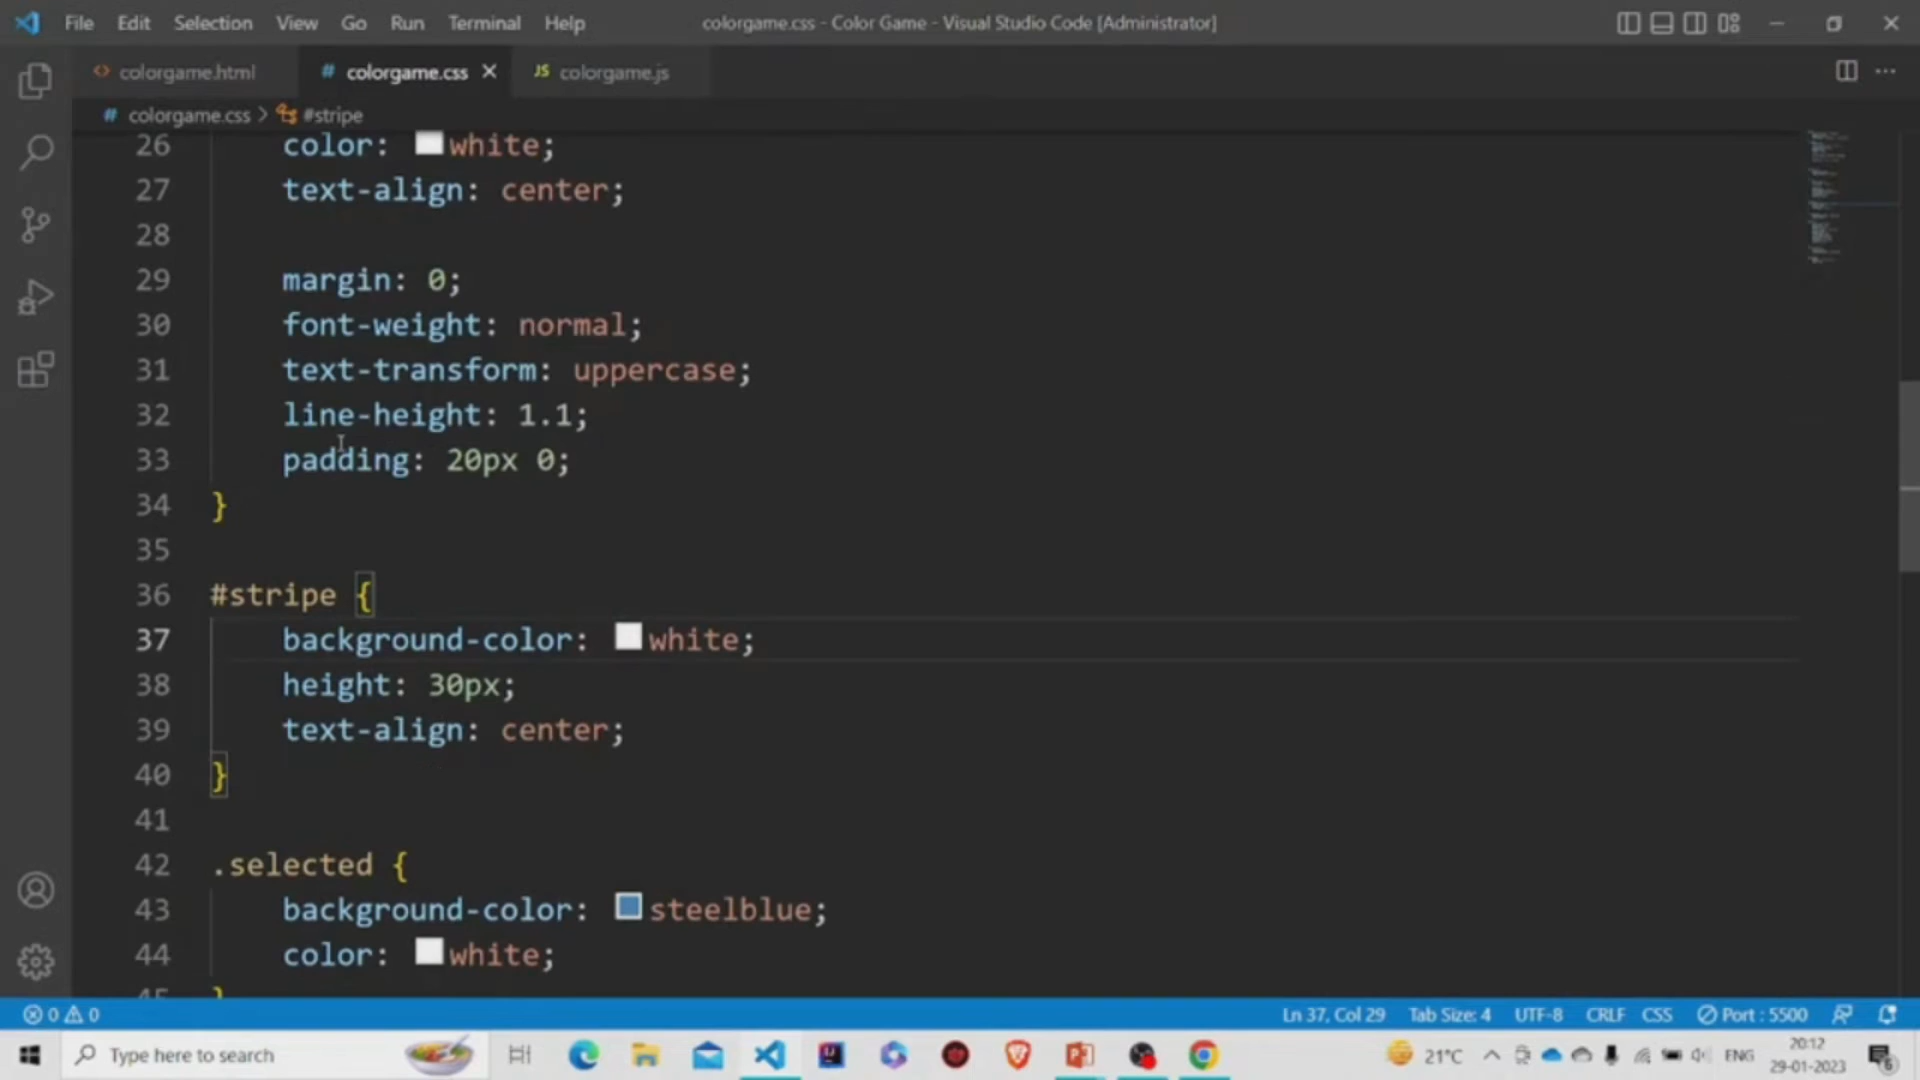 File Edit Selection View Go Run Terminal Help colorgame.css - Color Game - Visual Studio Code [Administrator]
<> colorgame.html # colorgame.css × JS colorgame.js
# colorgame.css > #stripe
26 color: white;
27 text-align: center;
28
29 margin: 0;
30 font-weight: normal;
31 text-transform: uppercase;
32 line-height: 1.1;
33 padding: 20px 0;
34 }
35
36 #stripe {
37 background-color: white;
38 height: 30px;
39 text-align: center;
40 }
41
42 .selected {
43 background-color: steelblue;
44 color: white;
45 }
0 0 Ln 37, Col 29 Tab Size: 4 UTF-8 CRLF CSS Port : 5500
Type here to search 21°C ENG 20:12
29-01-2023 6